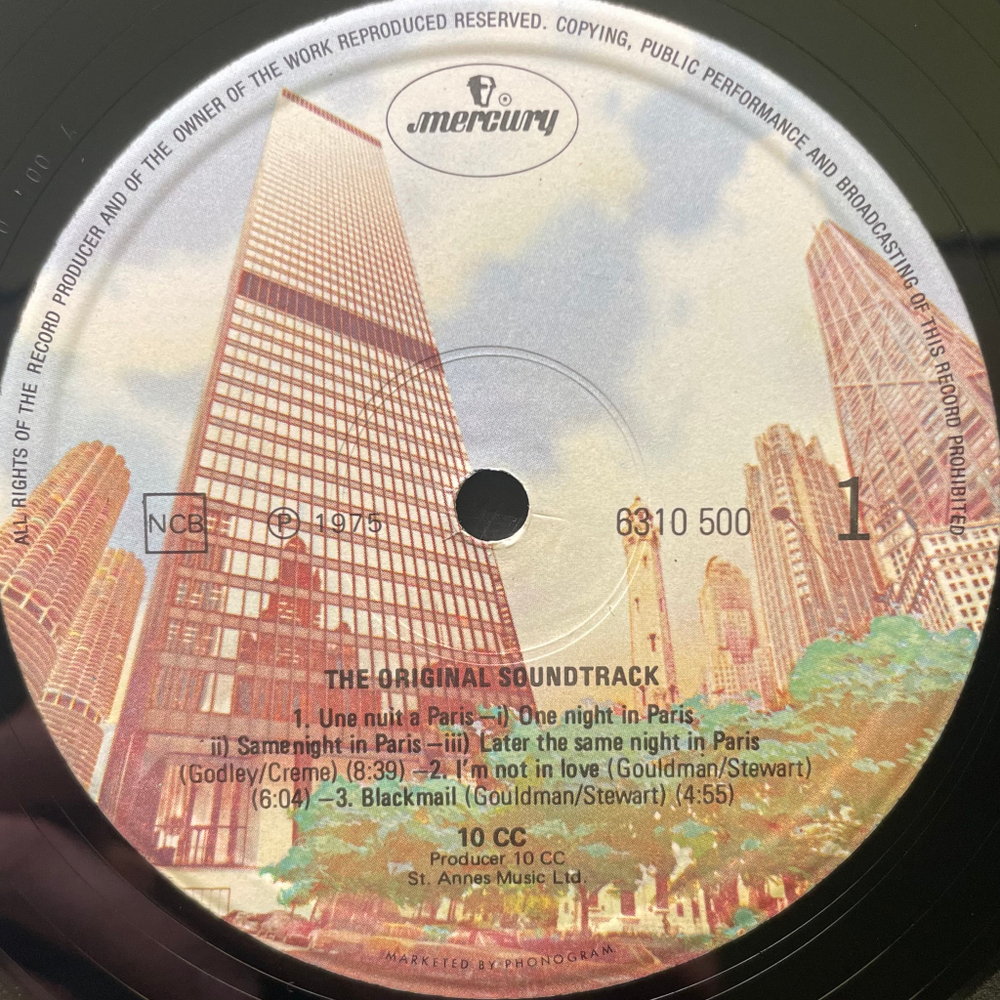 ALL RIGHTS OF THE RECORD PRODUCER AND OF THE OWNER OF THE WORK REPRODUCED RESERVED. COPYING, PUBLIC PERFORMANCE AND BROADCASTING OF THIS RECORD PROHIBITED
mercury
NCB
℗ 1975
6310 500
1
THE ORIGINAL SOUNDTRACK
1. Une nuit a Paris—i) One night in Paris
ii) Same night in Paris—iii) Later the same night in Paris
(Godley/Creme) (8:39) —2. I'm not in love (Gouldman/Stewart)
(6:04) —3. Blackmail (Gouldman/Stewart) (4:55)
10 CC
Producer 10 CC
St. Annes Music Ltd.
MARKETED BY PHONOGRAM